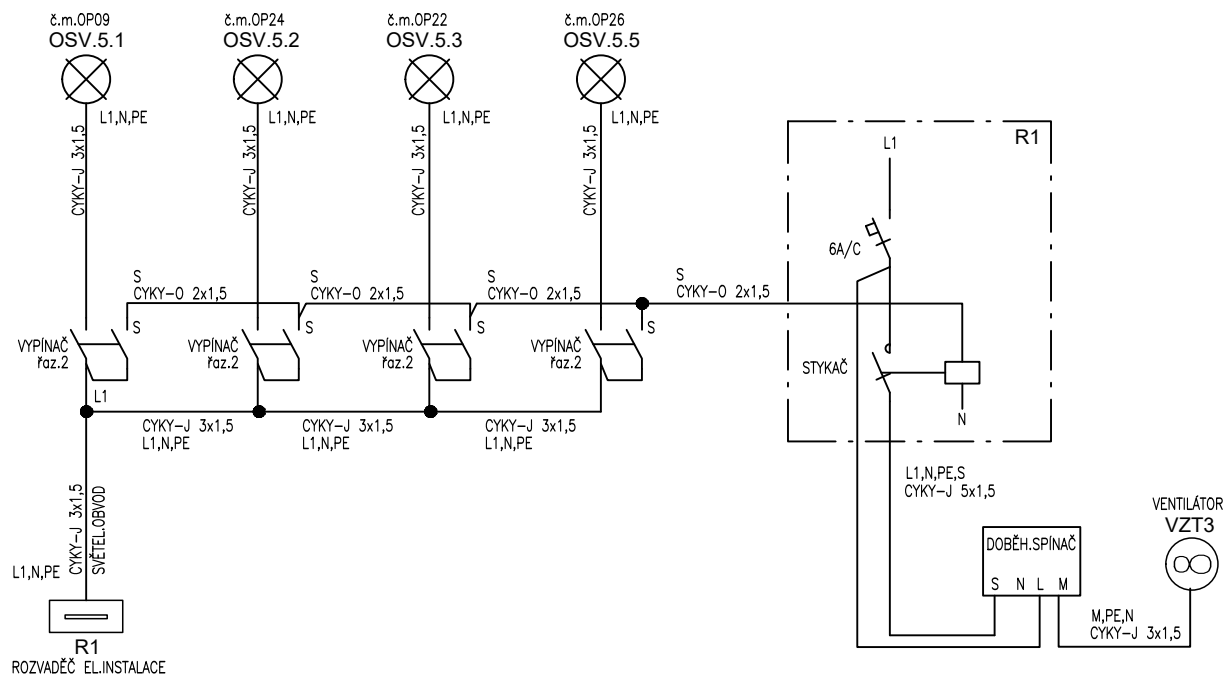 č.m.OP09
OSV.5.1
č.m.OP24
OSV.5.2
č.m.OP22
OSV.5.3
č.m.OP26
OSV.5.5
L1,N,PE
L1,N,PE
L1,N,PE
L1,N,PE
CYKY-J 3x1,5
CYKY-J 3x1,5
CYKY-J 3x1,5
CYKY-J 3x1,5
R1
L1
6A/C
S
CYKY-O 2x1,5
S
CYKY-O 2x1,5
S
CYKY-O 2x1,5
S
CYKY-O 2x1,5
S
S
S
S
VYPÍNAČ
řaz.2
VYPÍNAČ
řaz.2
VYPÍNAČ
řaz.2
VYPÍNAČ
řaz.2
STYKAČ
N
L1
CYKY-J 3x1,5
L1,N,PE
CYKY-J 3x1,5
L1,N,PE
CYKY-J 3x1,5
L1,N,PE
L1,N,PE,S
CYKY-J 5x1,5
CYKY-J 3x1,5
SVĚTEL.OBVOD
L1,N,PE
R1
ROZVADĚČ EL.INSTALACE
DOBĚH.SPÍNAČ
S N L M
VENTILÁTOR
VZT3
M,PE,N
CYKY-J 3x1,5